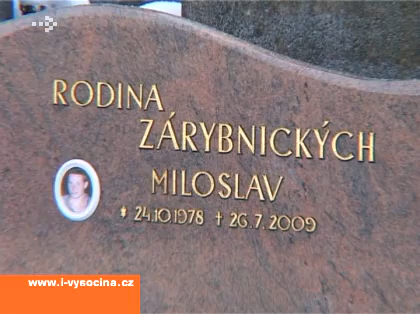 RODINA
ZÁRYBNICKÝCH
MILOSLAV
* 24.10.1978 † 26.7.2009
www.i-vysocina.cz